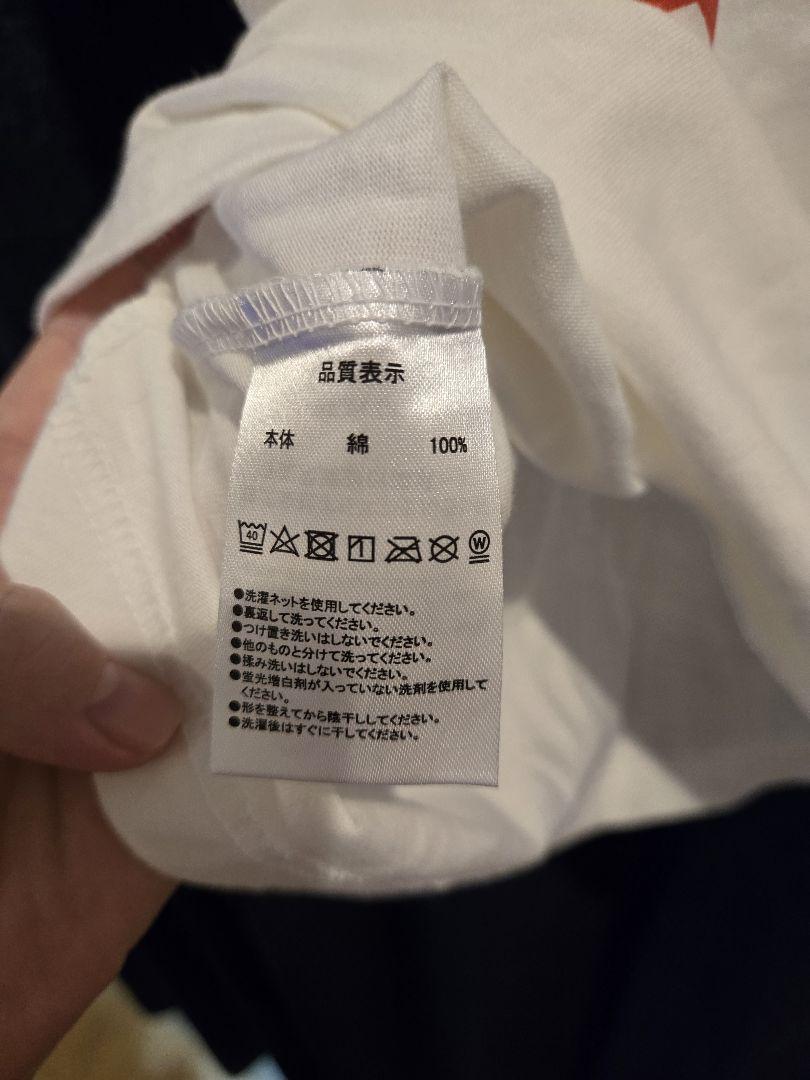 品質表示
本体 綿 100%
40 W
●洗濯ネットを使用してください。
●裏返して洗ってください。
●つけ置き洗いはしないでください。
●他のものと分けて洗ってください。
●揉み洗いはしないでください。
●蛍光増白剤が入っていない洗剤を使用して
ください。
●形を整えてから陰干ししてください。
●洗濯後はすぐに干してください。